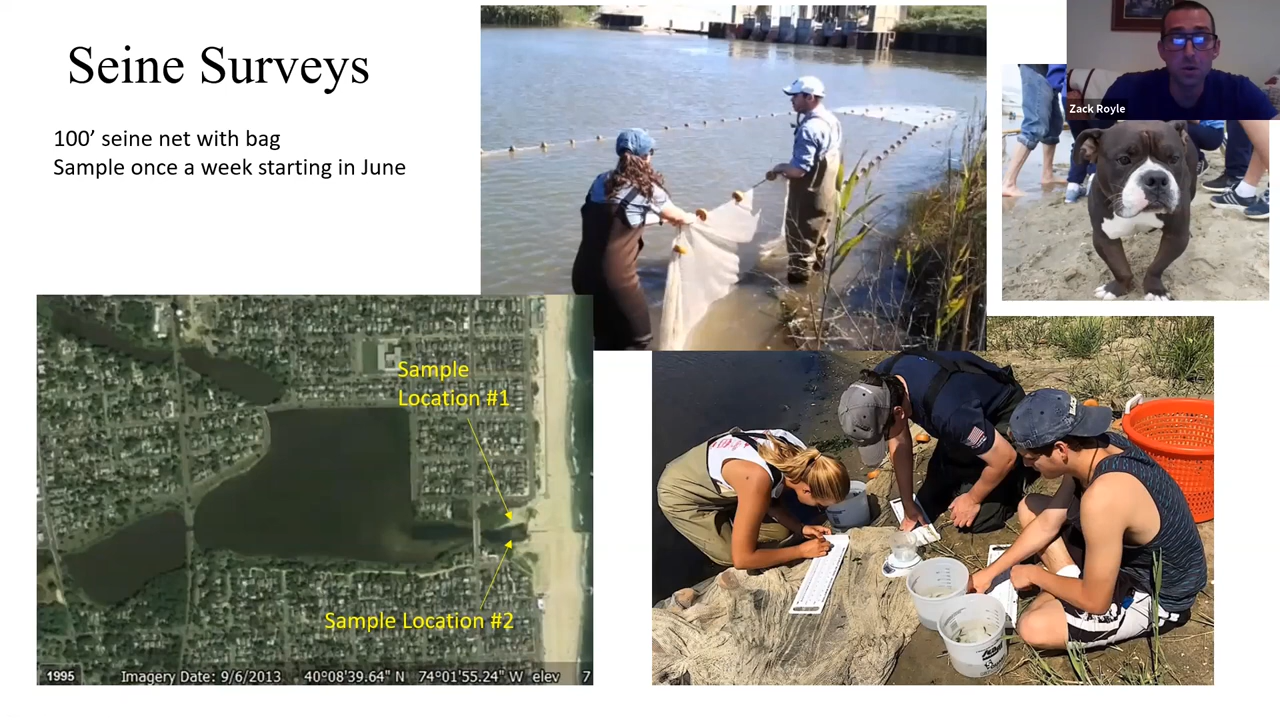 Seine Surveys
100’ seine net with bag
Sample once a week starting in June
Zack Royle
Sample
Location #1
Sample Location #2
1995
Imagery Date: 9/6/2013 40°08'39.64" N 74°01'55.24" W elev 7